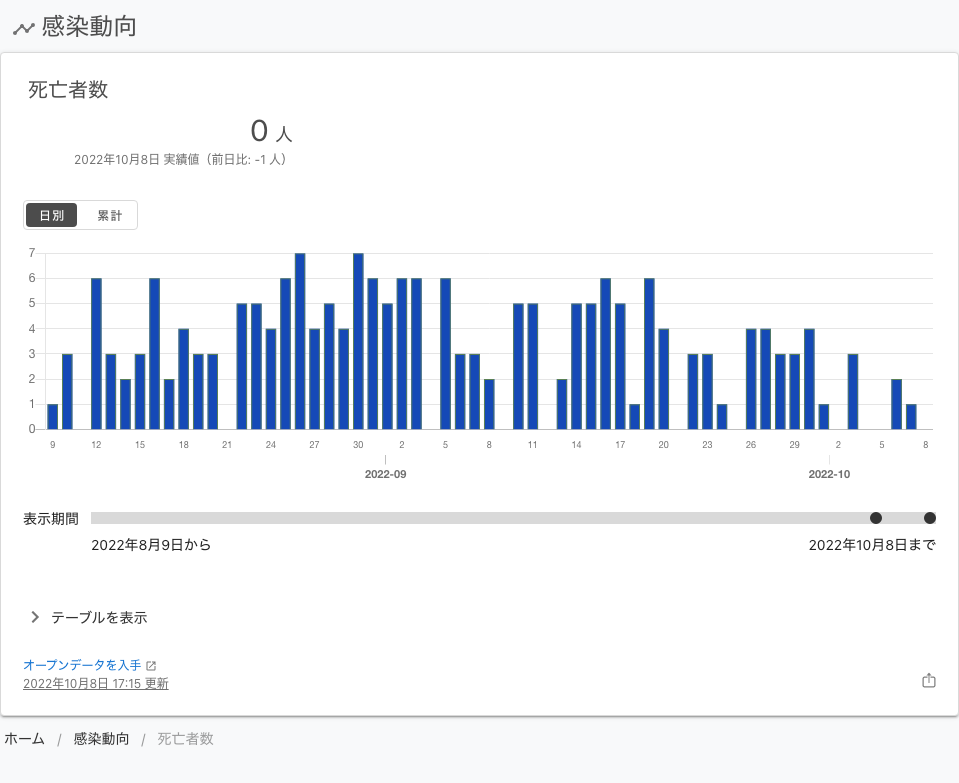 感染動向
死亡者数
0 人
2022年10月8日 実績値（前日比: -1 人）
日別 累計
7
6
5
4
3
2
1
0
9 12 15 18 21 24 27 30 2 5 8 11 14 17 20 23 26 29 2 5 8
2022-09 2022-10
表示期間
2022年8月9日から 2022年10月8日まで
テーブルを表示
オープンデータを入手
2022年10月8日 17:15 更新
ホーム / 感染動向 / 死亡者数